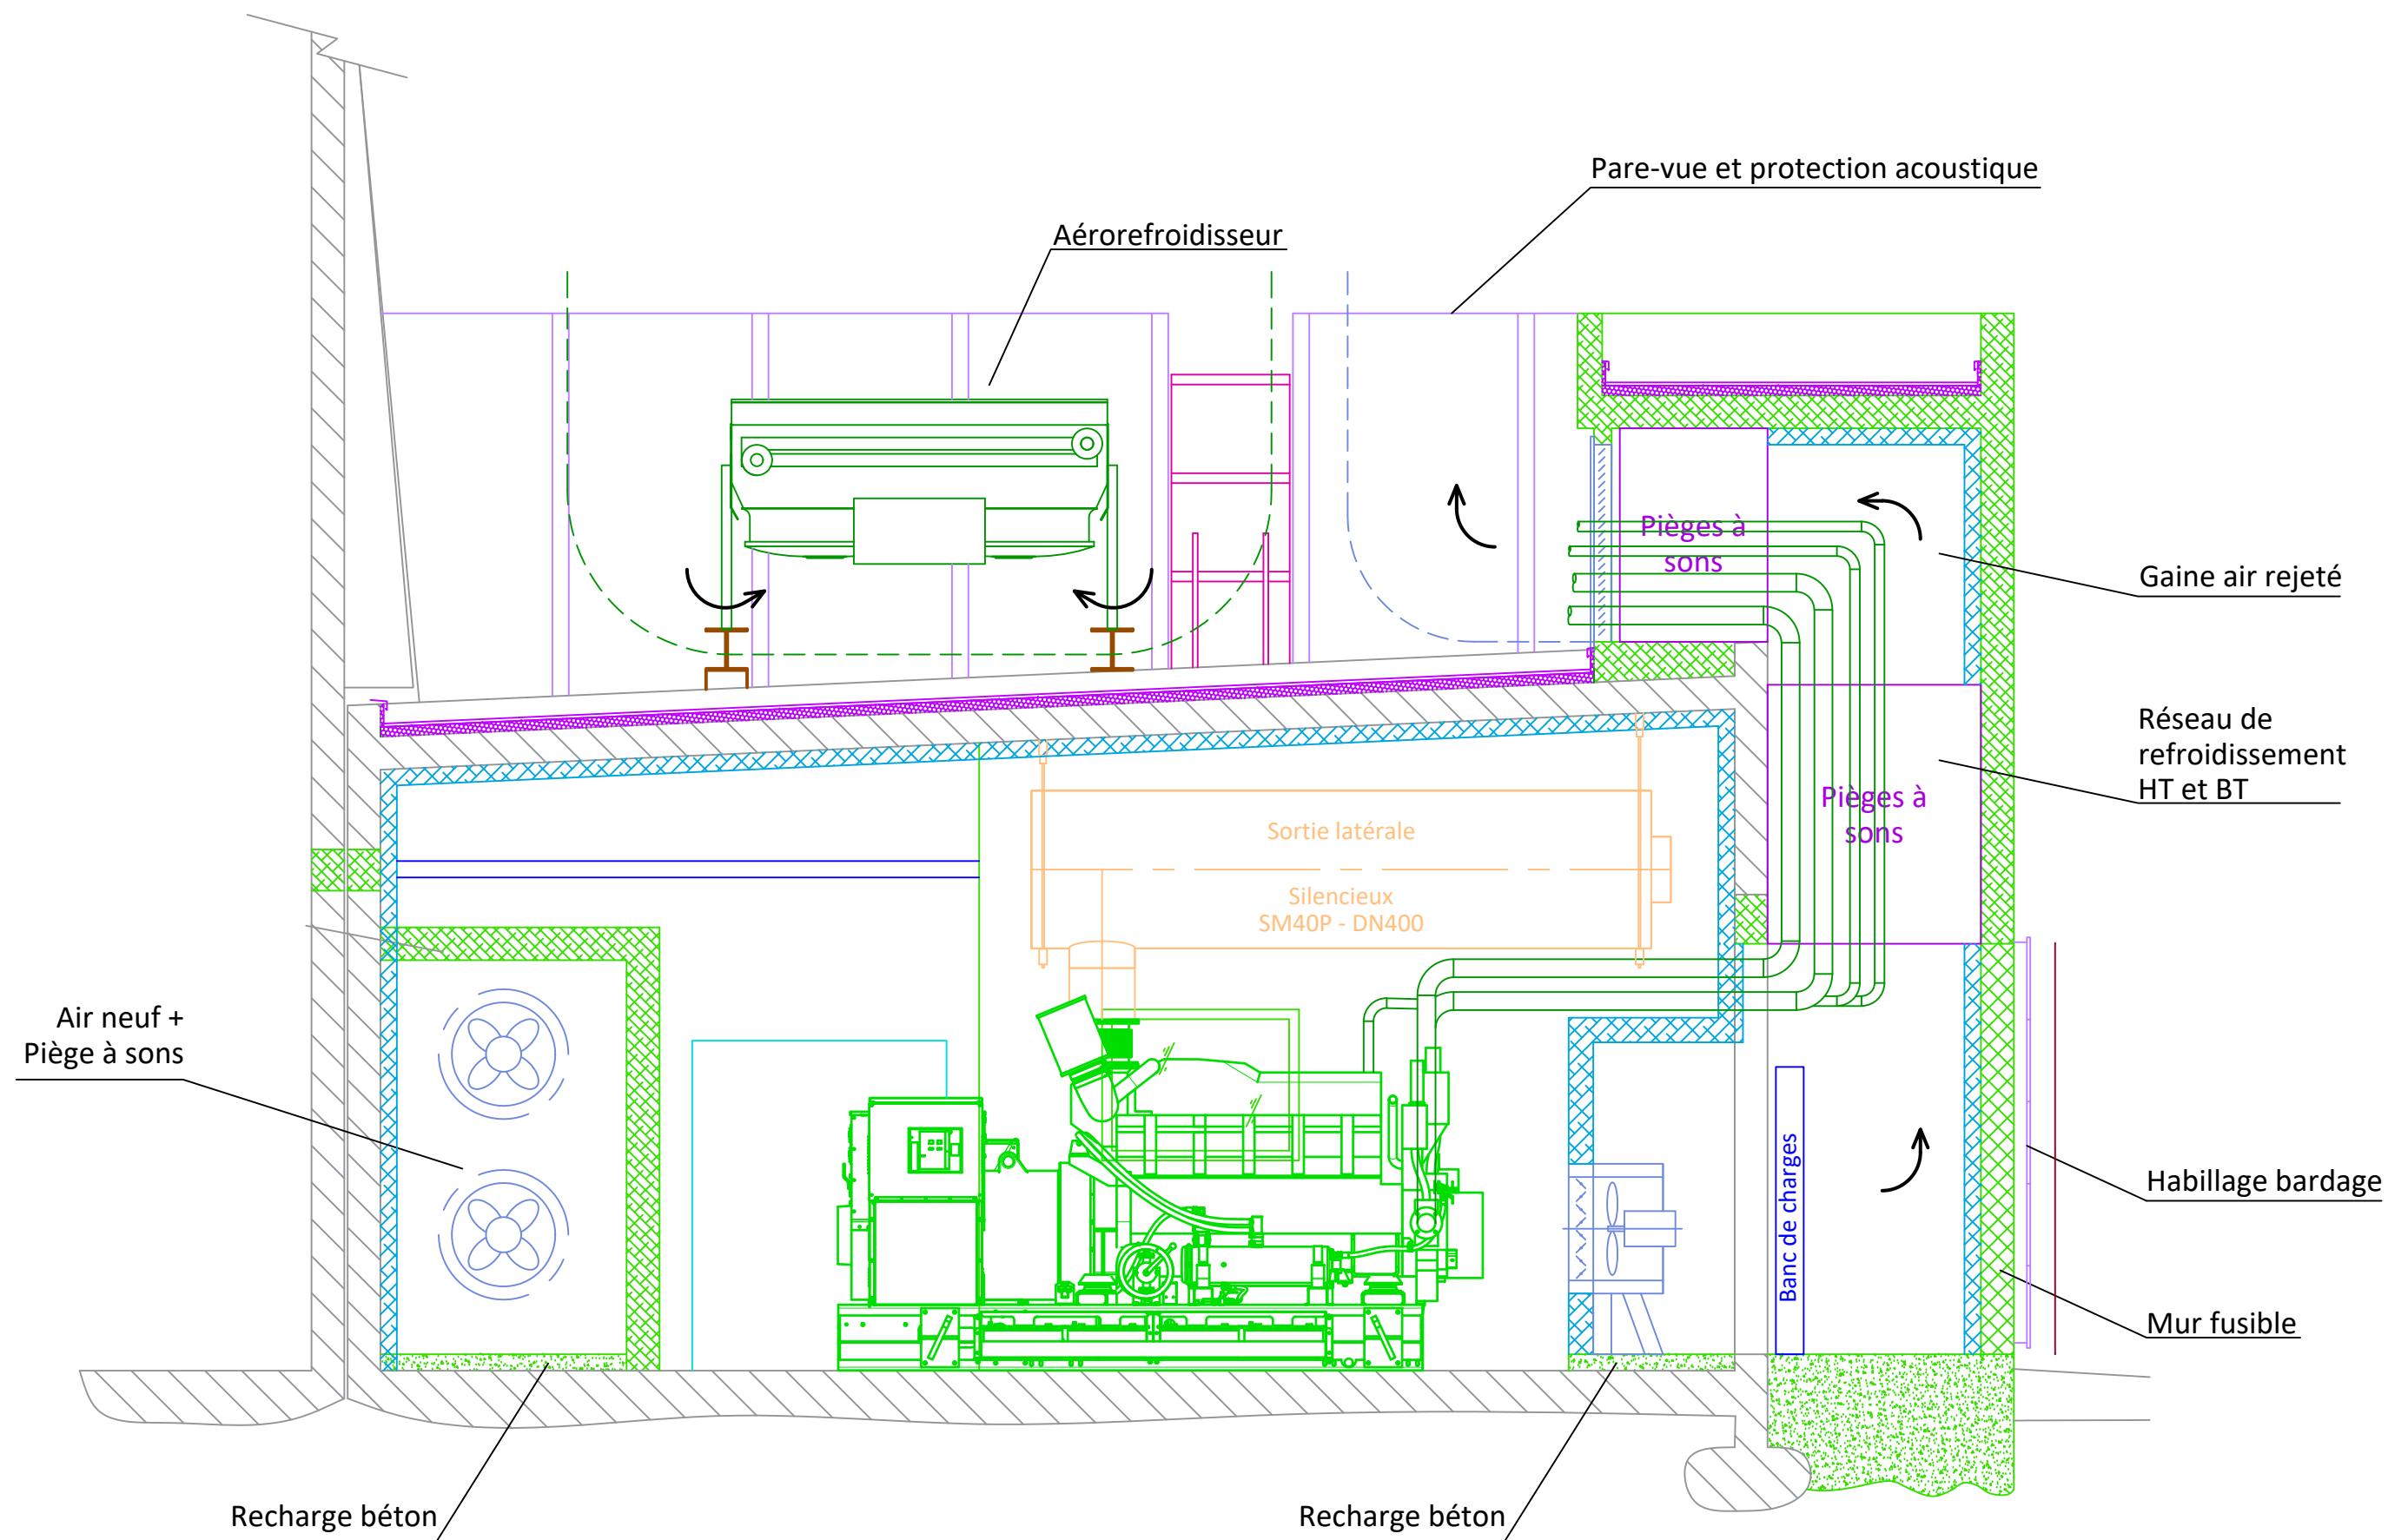 Pare-vue et protection acoustique
Aérorefroidisseur
Pièges à
sons
Gaine air rejeté
Réseau de
refroidissement
HT et BT
Pièges à
sons
Sortie latérale
Silencieux
SM40P - DN400
Air neuf +
Piège à sons
Banc de charges
Habillage bardage
Mur fusible
Recharge béton
Recharge béton